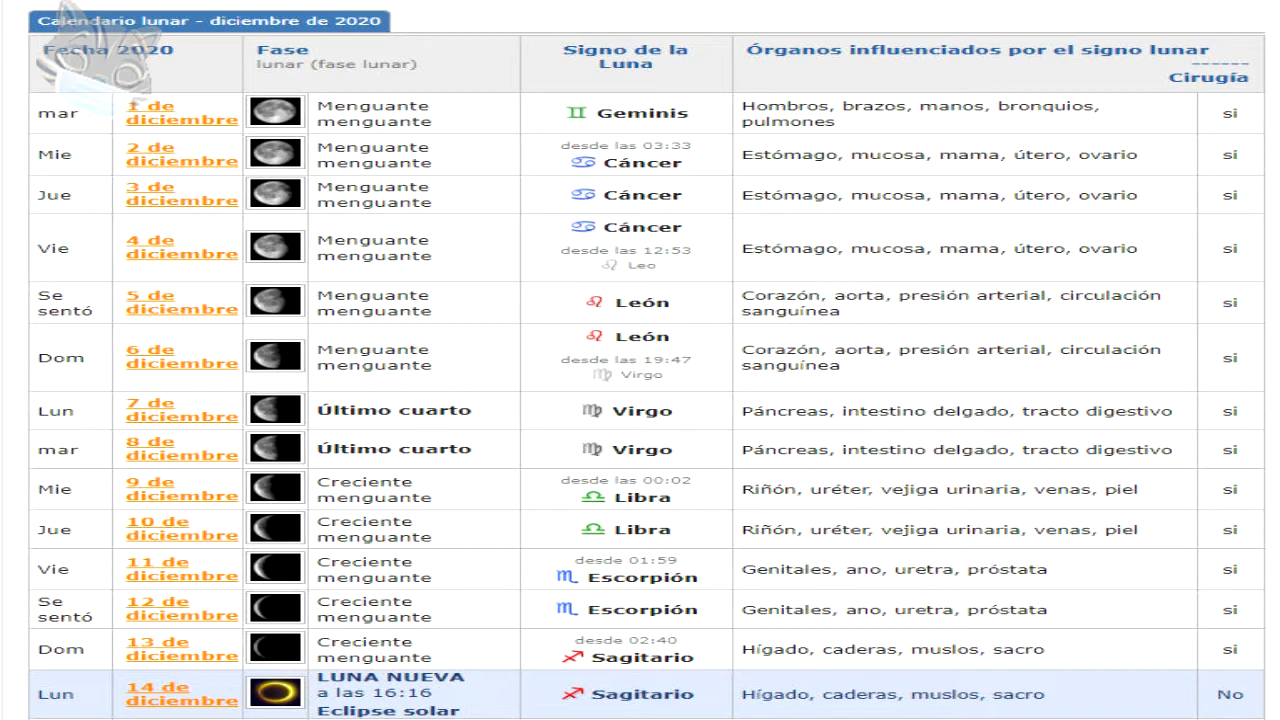 Calendario lunar - diciembre de 2020
Fecha 2020
Fase
lunar (fase lunar)
Signo de la
Luna
Órganos influenciados por el signo lunar
------
Cirugía
mar
1 de
diciembre
Menguante
menguante
♊ Geminis
Hombros, brazos, manos, bronquios,
pulmones
si
Mie
2 de
diciembre
Menguante
menguante
desde las 03:33
♋ Cáncer
Estómago, mucosa, mama, útero, ovario
si
Jue
3 de
diciembre
Menguante
menguante
♋ Cáncer
Estómago, mucosa, mama, útero, ovario
si
Vie
4 de
diciembre
Menguante
menguante
♋ Cáncer
desde las 12:53
♌ Leo
Estómago, mucosa, mama, útero, ovario
si
Se
sentó
5 de
diciembre
Menguante
menguante
♌ León
Corazón, aorta, presión arterial, circulación
sanguínea
si
Dom
6 de
diciembre
Menguante
menguante
♌ León
desde las 19:47
♍ Virgo
Corazón, aorta, presión arterial, circulación
sanguínea
si
Lun
7 de
diciembre
Último cuarto
♍ Virgo
Páncreas, intestino delgado, tracto digestivo
si
mar
8 de
diciembre
Último cuarto
♍ Virgo
Páncreas, intestino delgado, tracto digestivo
si
Mie
9 de
diciembre
Creciente
menguante
desde las 00:02
♎ Libra
Riñón, uréter, vejiga urinaria, venas, piel
si
Jue
10 de
diciembre
Creciente
menguante
♎ Libra
Riñón, uréter, vejiga urinaria, venas, piel
si
Vie
11 de
diciembre
Creciente
menguante
desde 01:59
♏ Escorpión
Genitales, ano, uretra, próstata
si
Se
sentó
12 de
diciembre
Creciente
menguante
♏ Escorpión
Genitales, ano, uretra, próstata
si
Dom
13 de
diciembre
Creciente
menguante
desde 02:40
♐ Sagitario
Hígado, caderas, muslos, sacro
si
Lun
14 de
diciembre
LUNA NUEVA
a las 16:16
Eclipse solar
♐ Sagitario
Hígado, caderas, muslos, sacro
No